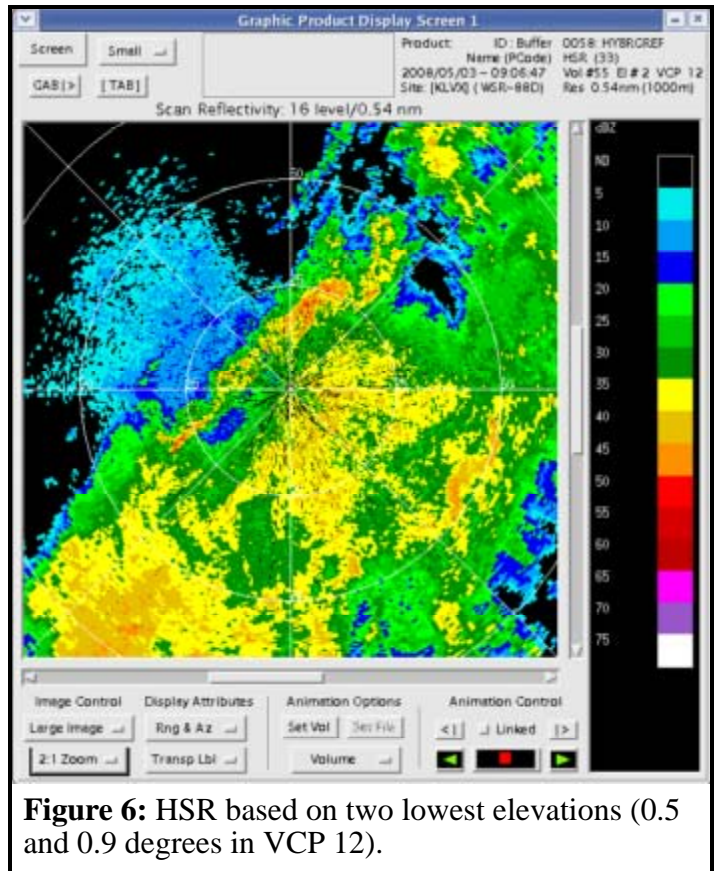 Graphic Product Display Screen 1
Screen
Small
GAB |>
[TAB]
Product: ID : Buffer 0058: HYBRGREF
Name (PCode) HSR (33)
2008/05/03 - 09:06:47 Vol #55 El # 2 VCP 12
Site: [KLVX] ( WSR-88D) Res 0.54nm (1000m)
Scan Reflectivity: 16 level/0.54 nm
dBZ
ND
5
10
15
20
25
30
35
40
45
50
55
60
65
70
75
50
50
Image Control Display Attributes Animation Options Animation Control
Large Image Rng & Az Set Vol Set File <| Linked |>
2:1 Zoom Transp Lbl Volume
Figure 6: HSR based on two lowest elevations (0.5
and 0.9 degrees in VCP 12).